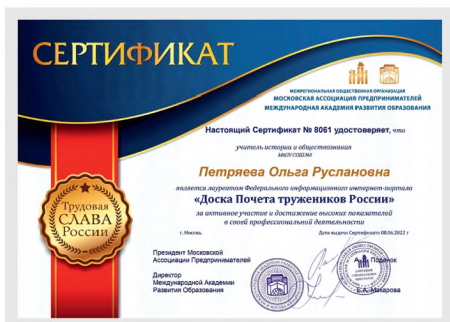 СЕРТИФИКАТ
МЕЖРЕГИОНАЛЬНАЯ ОБЩЕСТВЕННАЯ ОРГАНИЗАЦИЯ
МОСКОВСКАЯ АССОЦИАЦИЯ ПРЕДПРИНИМАТЕЛЕЙ
МЕЖДУНАРОДНАЯ АКАДЕМИЯ РАЗВИТИЯ ОБРАЗОВАНИЯ
Настоящий Сертификат № 8061 удостоверяет, что
учитель истории и обществознания
Петряева Ольга Руслановна
является лауреатом Федерального информационного интернет-портала
«Доска Почета тружеников России»
за активное участие и достижение высоких показателей
в своей профессиональной деятельности
г. Москва. Дата выдачи Сертификата 08.06.2022 г
Трудовая
СЛАВА
России
Президент Московской
Ассоциации Предпринимателей
Директор
Международной Академии
Развития Образования
Е.А. Макарова